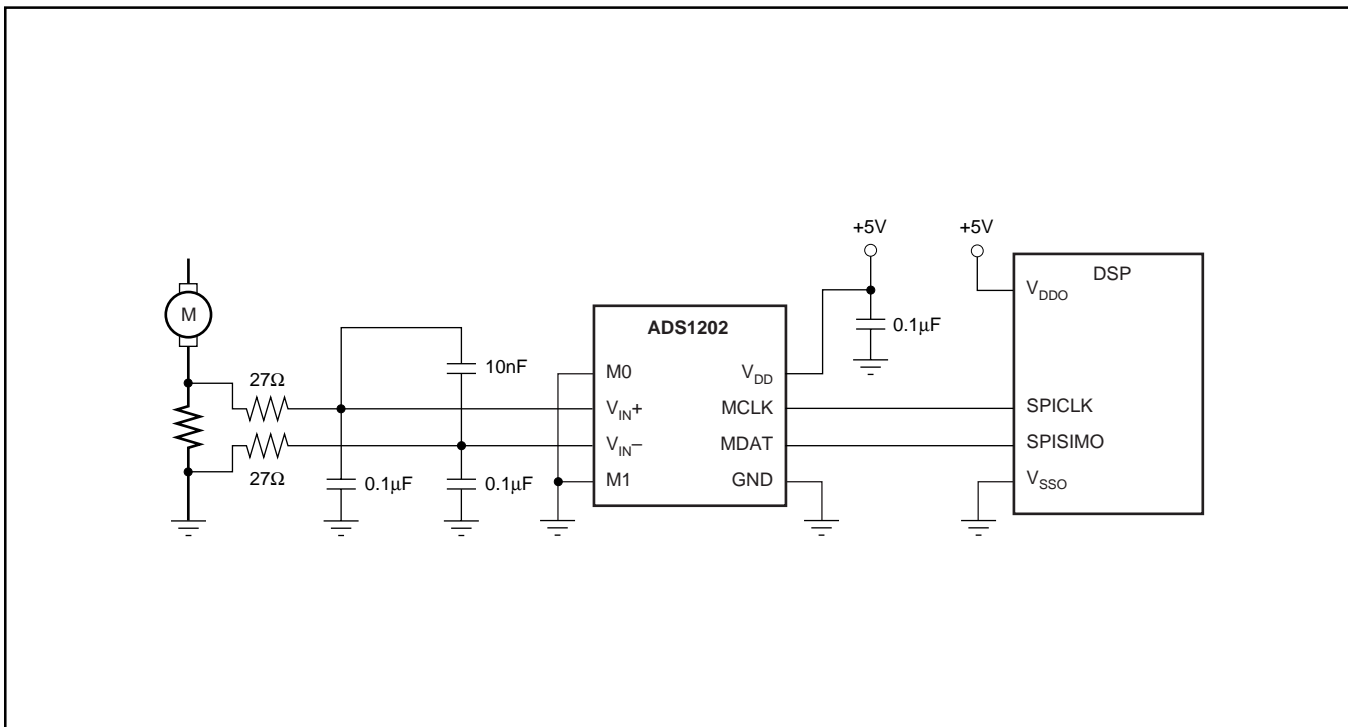 +5V
+5V
DSP
V_DDO
0.1µF
ADS1202
M
10nF
M0
V_DD
27Ω
V_IN+
MCLK
SPICLK
V_IN–
MDAT
SPISIMO
27Ω
0.1µF
0.1µF
M1
GND
V_SSO